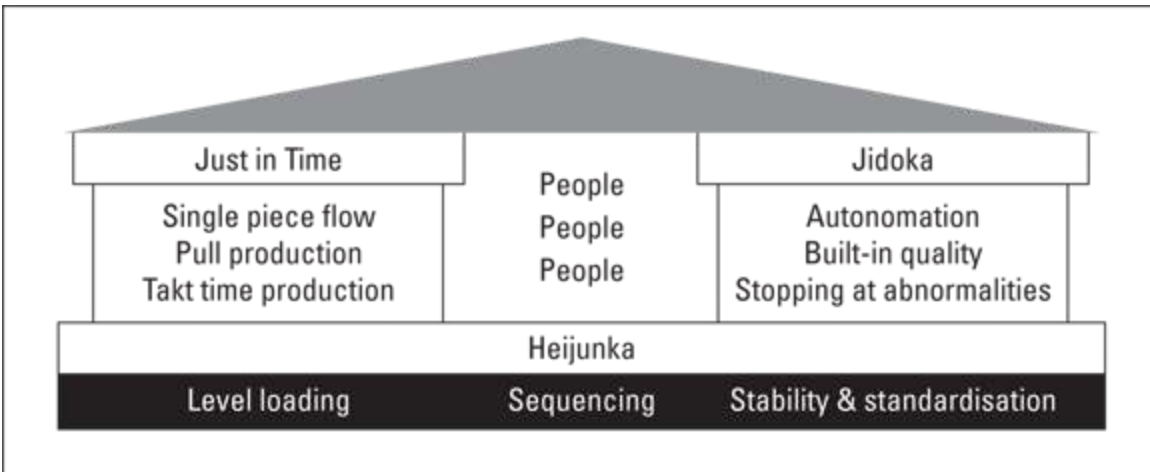 Just in Time
Single piece flow
Pull production
Takt time production
People
People
People
Jidoka
Autonomation
Built-in quality
Stopping at abnormalities
Heijunka
Level loading
Sequencing
Stability & standardisation